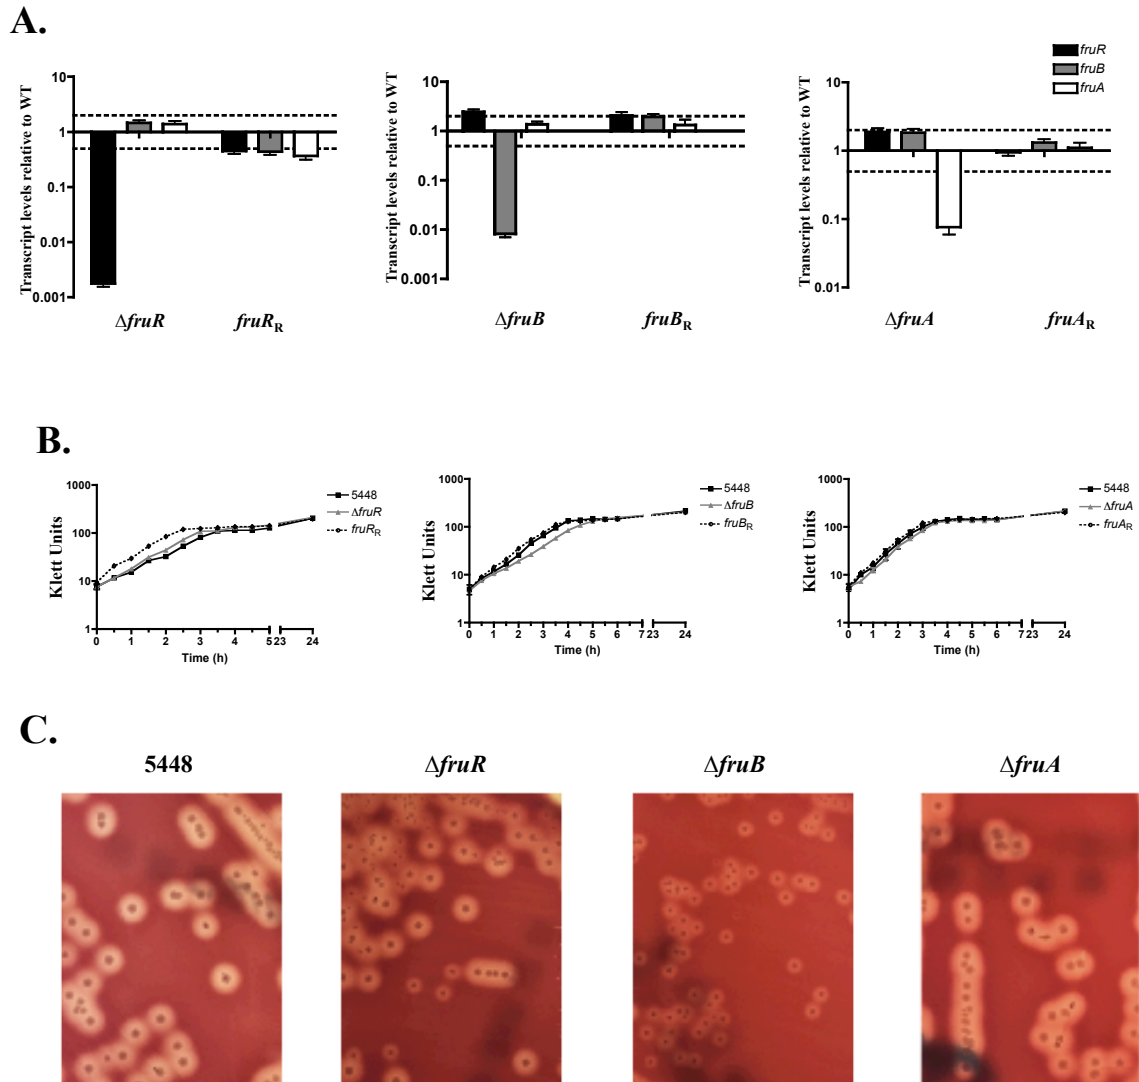 A.
fruR
fruB
fruA
Transcript levels relative to WT
10
1
0.1
0.01
0.001
ΔfruR fruRR
Transcript levels relative to WT
10
1
0.1
0.01
0.001
ΔfruB fruBR
Transcript levels relative to WT
10
1
0.1
0.01
ΔfruA fruAR
B.
Klett Units
1000
100
10
1
0 1 2 3 4 5 23 24
Time (h)
5448
ΔfruR
fruRR
Klett Units
1000
100
10
1
0 1 2 3 4 5 6 7 23 24
Time (h)
5448
ΔfruB
fruBR
Klett Units
1000
100
10
1
0 1 2 3 4 5 6 7 23 24
Time (h)
5448
ΔfruA
fruAR
C.
5448 ΔfruR ΔfruB ΔfruA